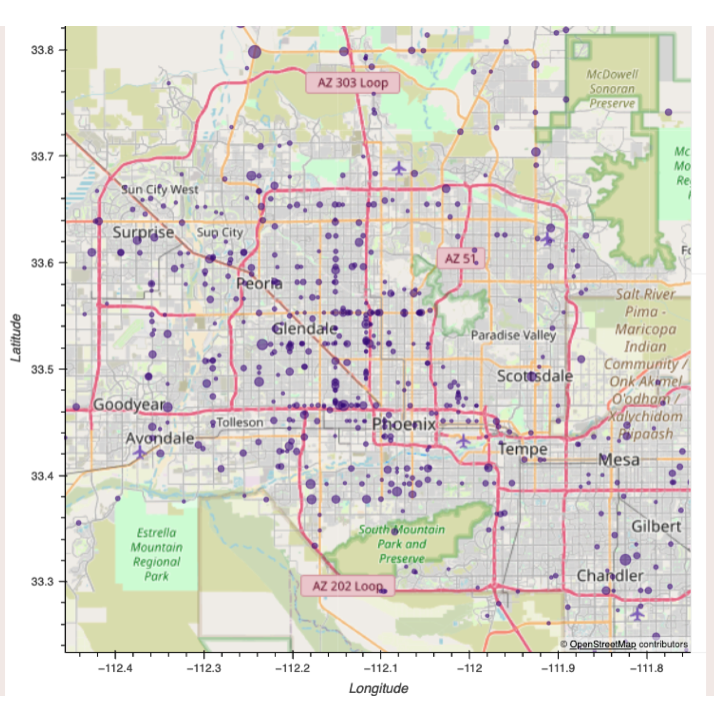 33.8
33.7
33.6
33.5
33.4
33.3
Latitude
AZ 303 Loop
McDowell
Sonoran
Preserve
Sun City West
Surprise
Sun City
AZ 51
Peoria
Salt River
Pima -
Maricopa
Indian
Community /
Onk Akimel
O'odham /
Xalychidom
Piipaash
Glendale
Paradise Valley
Scottsdale
Goodyear
Tolleson
Phoenix
Avondale
Tempe
Mesa
Estrella
Mountain
Regional
Park
South Mountain
Park and
Preserve
Gilbert
Chandler
AZ 202 Loop
© OpenStreetMap contributors
−112.4
−112.3
−112.2
−112.1
−112
−111.9
−111.8
Longitude